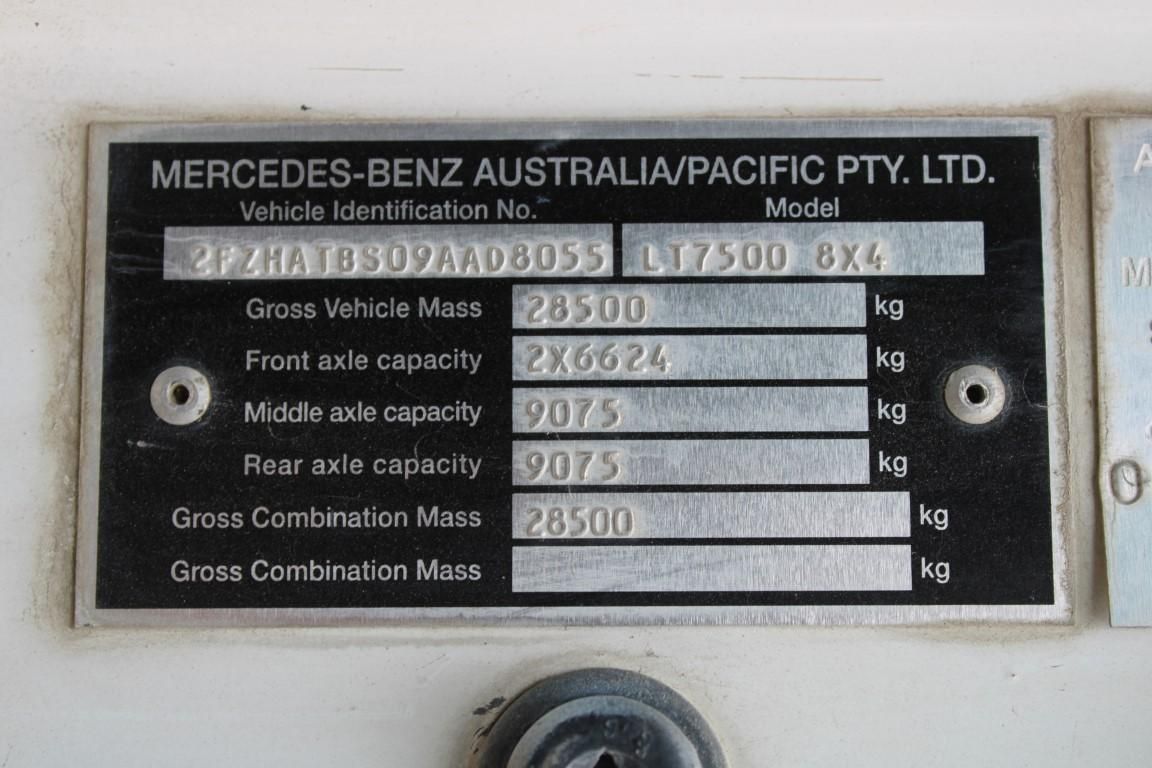 MERCEDES-BENZ AUSTRALIA/PACIFIC PTY. LTD.
Vehicle Identification No. Model
2FZHATBS09AAD8055 LT7500 8X4
Gross Vehicle Mass 28500 kg
Front axle capacity 2X6624 kg
Middle axle capacity 9075 kg
Rear axle capacity 9075 kg
Gross Combination Mass 28500 kg
Gross Combination Mass kg